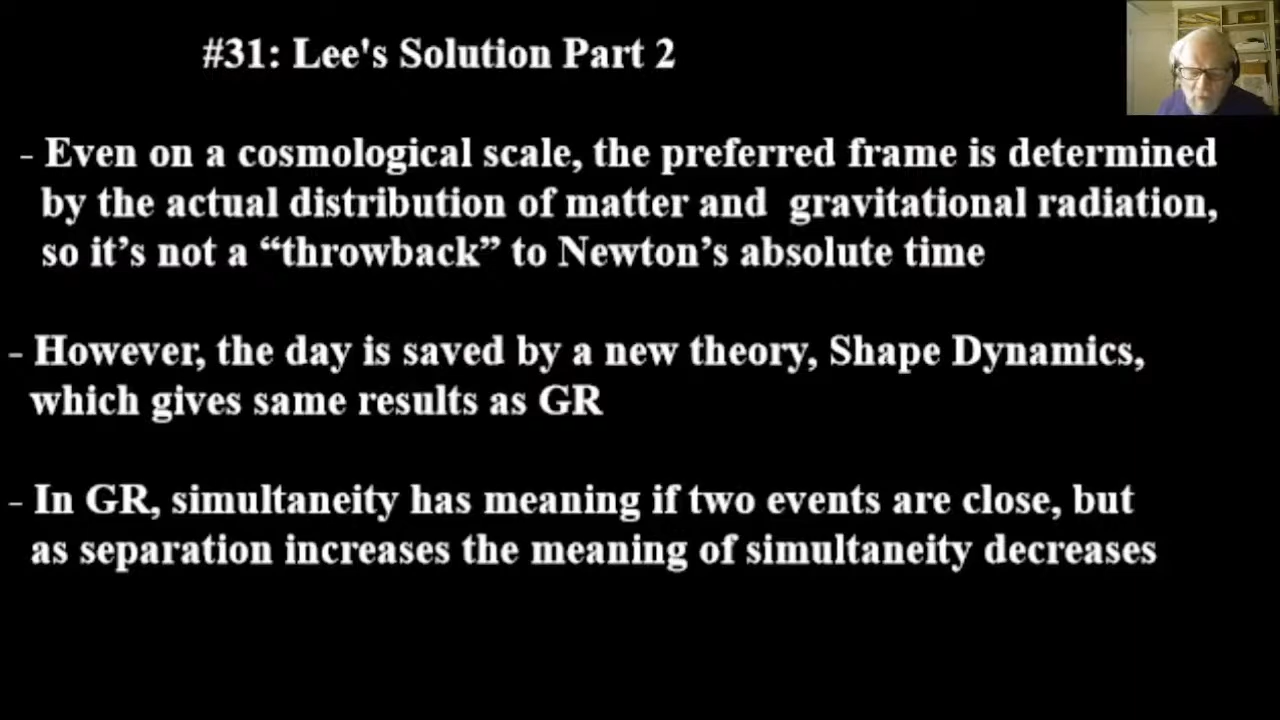 #31: Lee's Solution Part 2
- Even on a cosmological scale, the preferred frame is determined
by the actual distribution of matter and gravitational radiation,
so it’s not a “throwback” to Newton’s absolute time
- However, the day is saved by a new theory, Shape Dynamics,
which gives same results as GR
- In GR, simultaneity has meaning if two events are close, but
as separation increases the meaning of simultaneity decreases